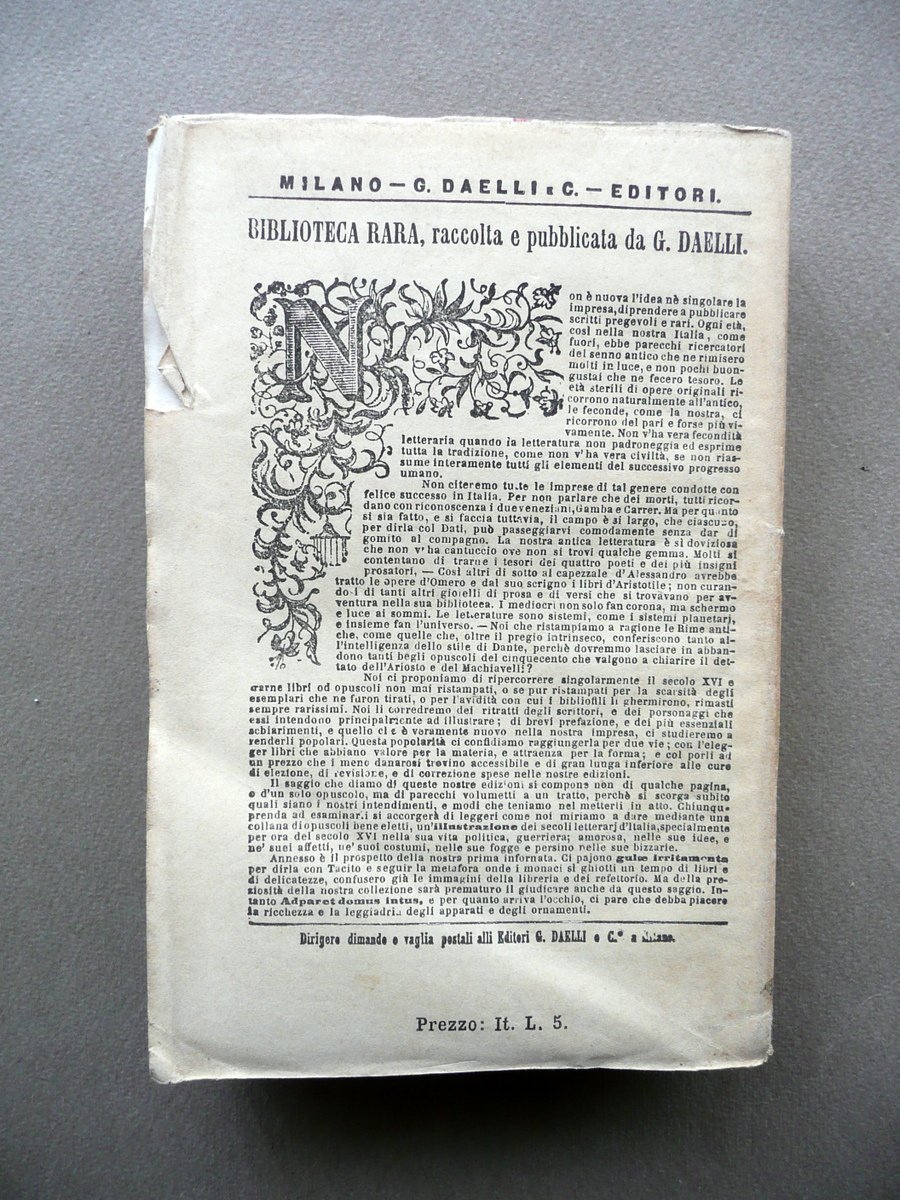 MILANO — G. DAELLI E C. — EDITORI.
BIBLIOTECA RARA, raccolta e pubblicata da G. DAELLI.
Non è nuova l'idea nè singolare la
impresa, di prendere a pubblicare
scritti pregevoli e rari. Ogni età,
così nella nostra Italia, come
fuori, ebbe parecchi ricercatori
del senno antico che ne rimisero
molti in luce, e non pochi buon-
gustai che ne fecero tesoro. Le
età sterili di opere originali ri-
corrono naturalmente all'antico,
le feconde, come la nostra, ci
ricorrono del pari e forse più vi-
vamente. Non v'ha vera fecondità
letteraria quando la letteratura non padroneggia ed esprime
tutta la tradizione, come non v'ha vera civiltà, se non rias-
sume interamente tutti gli elementi del successivo progresso
umano.
Non citeremo tutte le imprese di tal genere condotte con
felice successo in Italia. Per non parlare che dei morti, tutti ricor-
dano con riconoscenza i due veneziani, Gamba e Carrer. Ma per quanto
si sia fatto, e si faccia tuttavia, il campo è sì largo, che ciascuno,
per dirla col Dati, può passeggiarvi comodamente senza dar di
gomito al compagno. La nostra antica letteratura è sì doviziosa
che non v'ha cantuccio ove non si trovi qualche gemma. Molti si
contentano di trarne i tesori dei quattro poeti e dei più insigni
prosatori, — Così altri di sotto al capezzale d'Alessandro avrebbe
tratto le opere d'Omero e dal suo scrigno i libri d'Aristotile; non curan-
dosi di tanti altri gioielli di prosa e di versi che si trovavano per av-
ventura nella sua biblioteca. I mediocri non solo fan corona, ma schermo
e luce ai sommi. Le letterature sono sistemi, come i sistemi planetarj,
e insieme fan l'universo. — Noi che ristampiamo a ragione le Rime anti-
che, come quelle che, oltre il pregio intrinseco, conferiscono tanto al-
l'intelligenza dello stile di Dante, perchè dovremmo lasciare in abban-
dono tanti begli opuscoli del cinquecento che valgono a chiarire il det-
tato dell'Ariosto e del Machiavelli?
Noi ci proponiamo di ripercorrere singolarmente il secolo XVI e
darne libri od opuscoli non mai ristampati, o se pur ristampati per la scarsità degli
esemplari che ne furon tirati, o per l'avidità con cui i bibliofili li ghermirono, rimasti
sempre rarissimi. Noi li corredremo dei ritratti degli scrittori, e dei personaggi che
essi intendono principalmente ad illustrare; di brevi prefazione, e dei più essenziali
schiarimenti, e quello ch'è veramente nuovo nella nostra impresa, ci studieremo a
renderli popolari. Questa popolarità ci confidiamo raggiungerla per due vie; con l'eleg-
ger libri che abbiano valore per la materia, e attraenza per la forma; e col porli ad
un prezzo che i meno danarosi trovino accessibile e di gran lunga inferiore alle cure
di elezione, di revisione, e di correzione spese nelle nostre edizioni.
Il saggio che diamo di queste nostre edizioni si compone non di qualche pagina,
o d'un solo opuscolo, ma di parecchi volumetti a un tratto, perchè si scorga subito
quali siano i nostri intendimenti, e modi che teniamo nel metterli in atto. Chiunque
prenda ad esaminarli si accorgerà di leggeri come noi miriamo a dare mediante una
collana di opuscoli bene eletti, un'illustrazione dei secoli letterarj d'Italia, specialmente
per ora del secolo XVI nella sua vita politica, guerriera; amorosa, nelle sue idee, e
ne' suoi affetti, ne' suoi costumi, nelle sue fogge e persino nelle sue bizzarie.
Annesso è il prospetto della nostra prima infornata. Ci pajono gulæ irritamenta
per dirla con Tacito e seguir la metafora onde i monaci sì ghiotti un tempo di libri e
di delicatezze, confusero già le immagini della libreria e del refettorio. Ma della pre-
ziosità della nostra collezione sarà prematuro il giudicare anche da questo saggio. In-
tanto Adparet domus intus, e per quanto arriva l'occhio, ci pare che debba piacere
la ricchezza e la leggiadria degli apparati e degli ornamenti.
Dirigere dimande e vaglia postali alli Editori G. DAELLI e C.° a Milano.
Prezzo: It. L. 5.